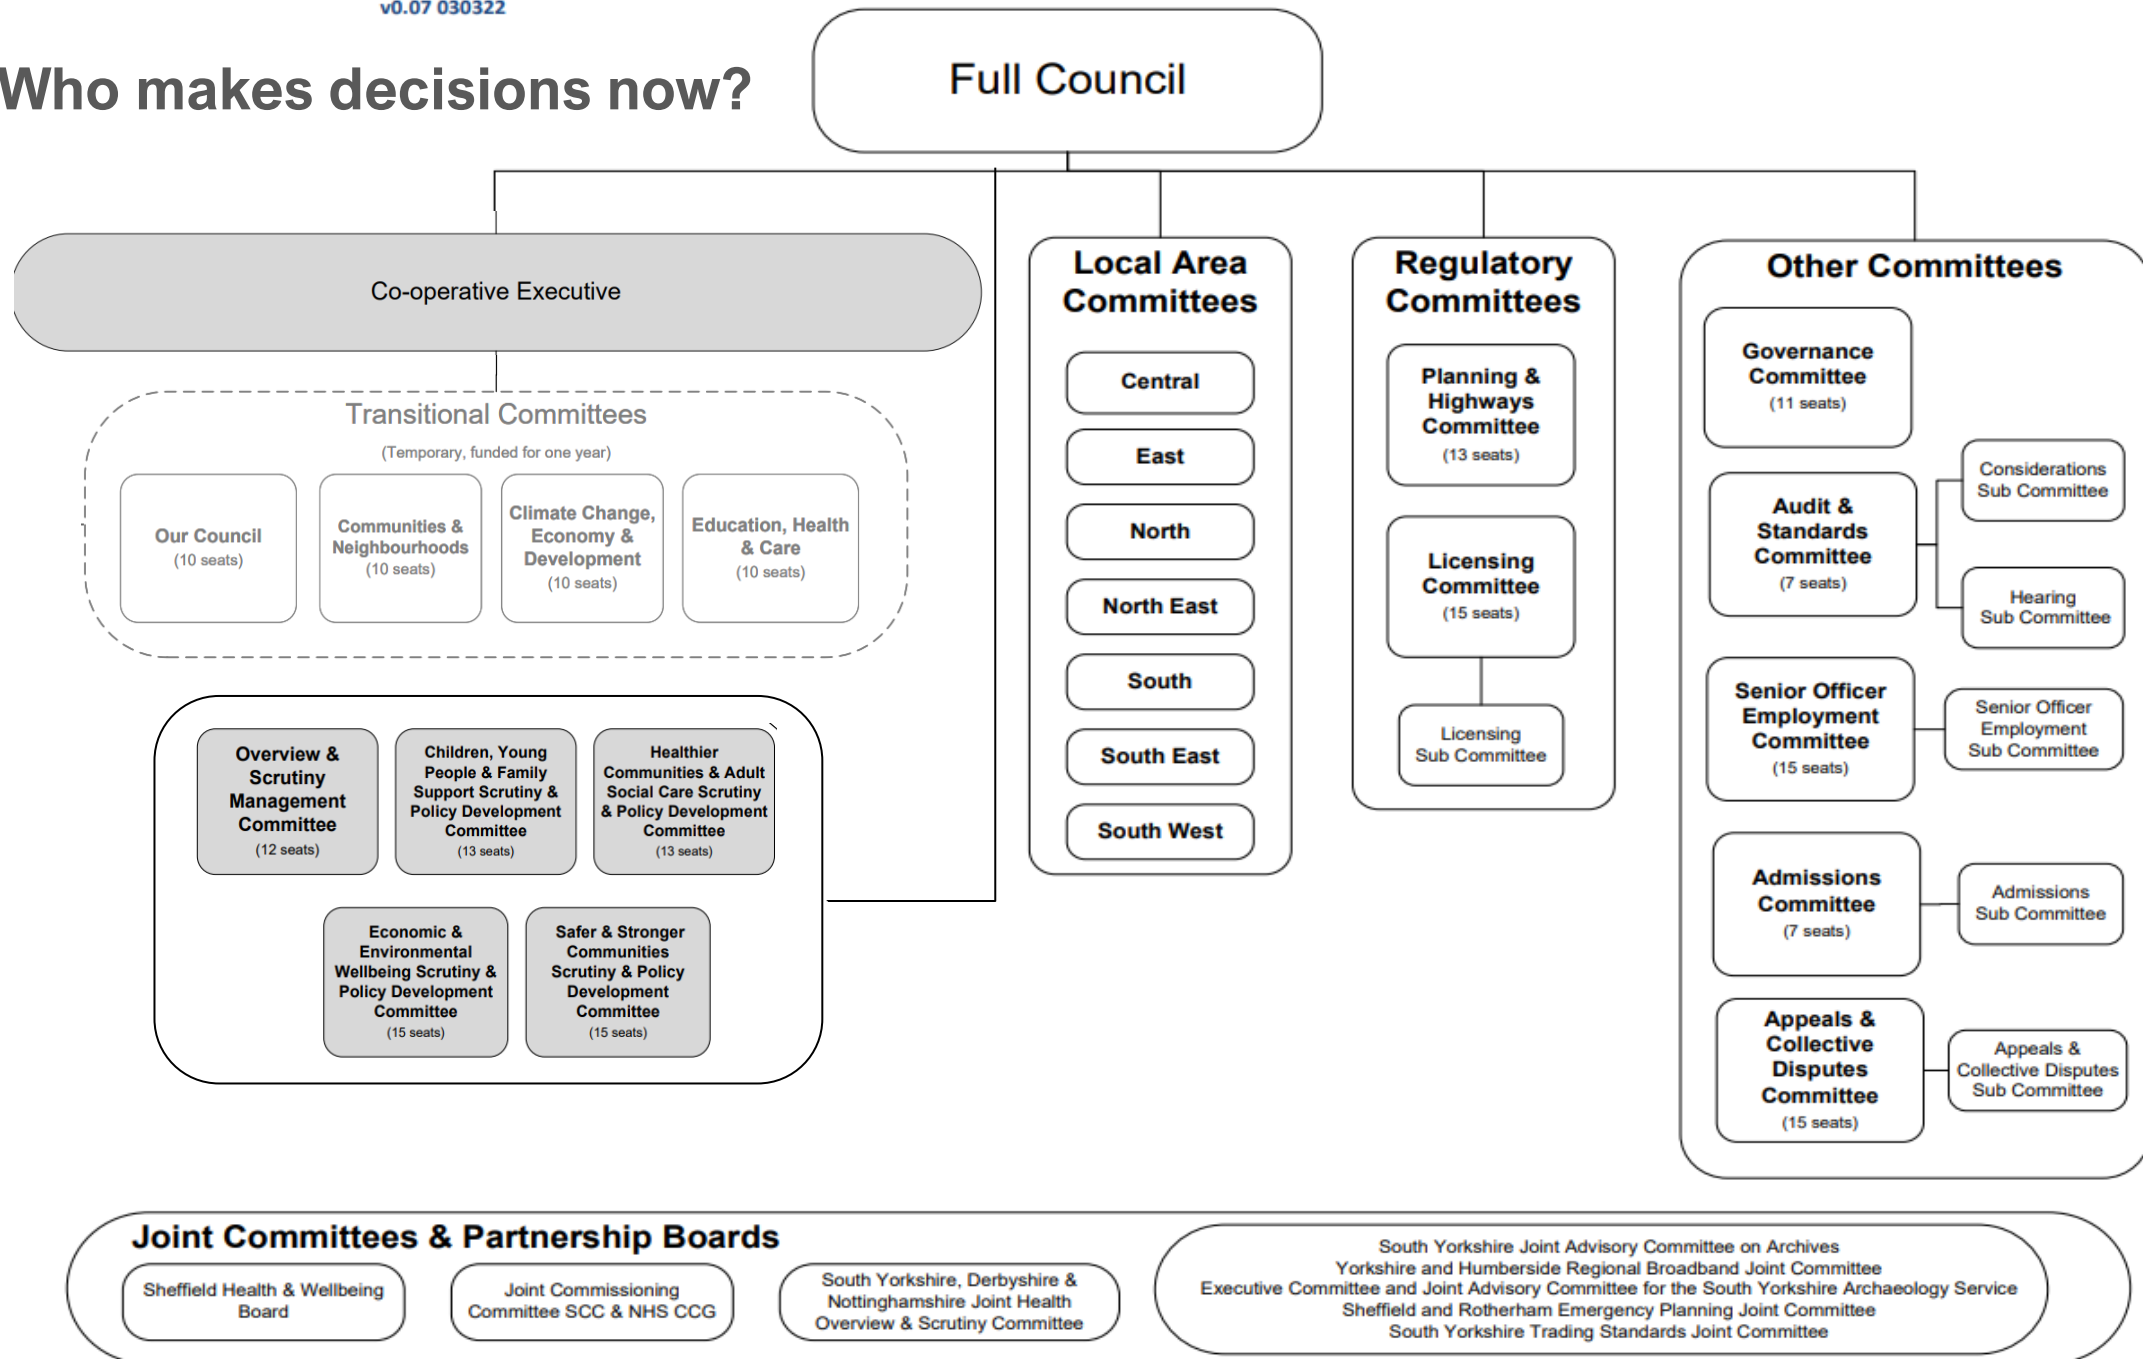 v0.07 030322
Who makes decisions now?
Full Council
Co-operative Executive
Transitional Committees
(Temporary, funded for one year)
Our Council
(10 seats)
Communities &
Neighbourhoods
(10 seats)
Climate Change,
Economy &
Development
(10 seats)
Education, Health
& Care
(10 seats)
Overview &
Scrutiny
Management
Committee
(12 seats)
Children, Young
People & Family
Support Scrutiny &
Policy Development
Committee
(13 seats)
Healthier
Communities & Adult
Social Care Scrutiny
& Policy Development
Committee
(13 seats)
Economic &
Environmental
Wellbeing Scrutiny &
Policy Development
Committee
(15 seats)
Safer & Stronger
Communities
Scrutiny & Policy
Development
Committee
(15 seats)
Local Area
Committees
Central
East
North
North East
South
South East
South West
Regulatory
Committees
Planning &
Highways
Committee
(13 seats)
Licensing
Committee
(15 seats)
Licensing
Sub Committee
Other Committees
Governance
Committee
(11 seats)
Audit &
Standards
Committee
(7 seats)
Considerations
Sub Committee
Hearing
Sub Committee
Senior Officer
Employment
Committee
(15 seats)
Senior Officer
Employment
Sub Committee
Admissions
Committee
(7 seats)
Admissions
Sub Committee
Appeals &
Collective
Disputes
Committee
(15 seats)
Appeals &
Collective Disputes
Sub Committee
Joint Committees & Partnership Boards
Sheffield Health & Wellbeing
Board
Joint Commissioning
Committee SCC & NHS CCG
South Yorkshire, Derbyshire &
Nottinghamshire Joint Health
Overview & Scrutiny Committee
South Yorkshire Joint Advisory Committee on Archives
Yorkshire and Humberside Regional Broadband Joint Committee
Executive Committee and Joint Advisory Committee for the South Yorkshire Archaeology Service
Sheffield and Rotherham Emergency Planning Joint Committee
South Yorkshire Trading Standards Joint Committee